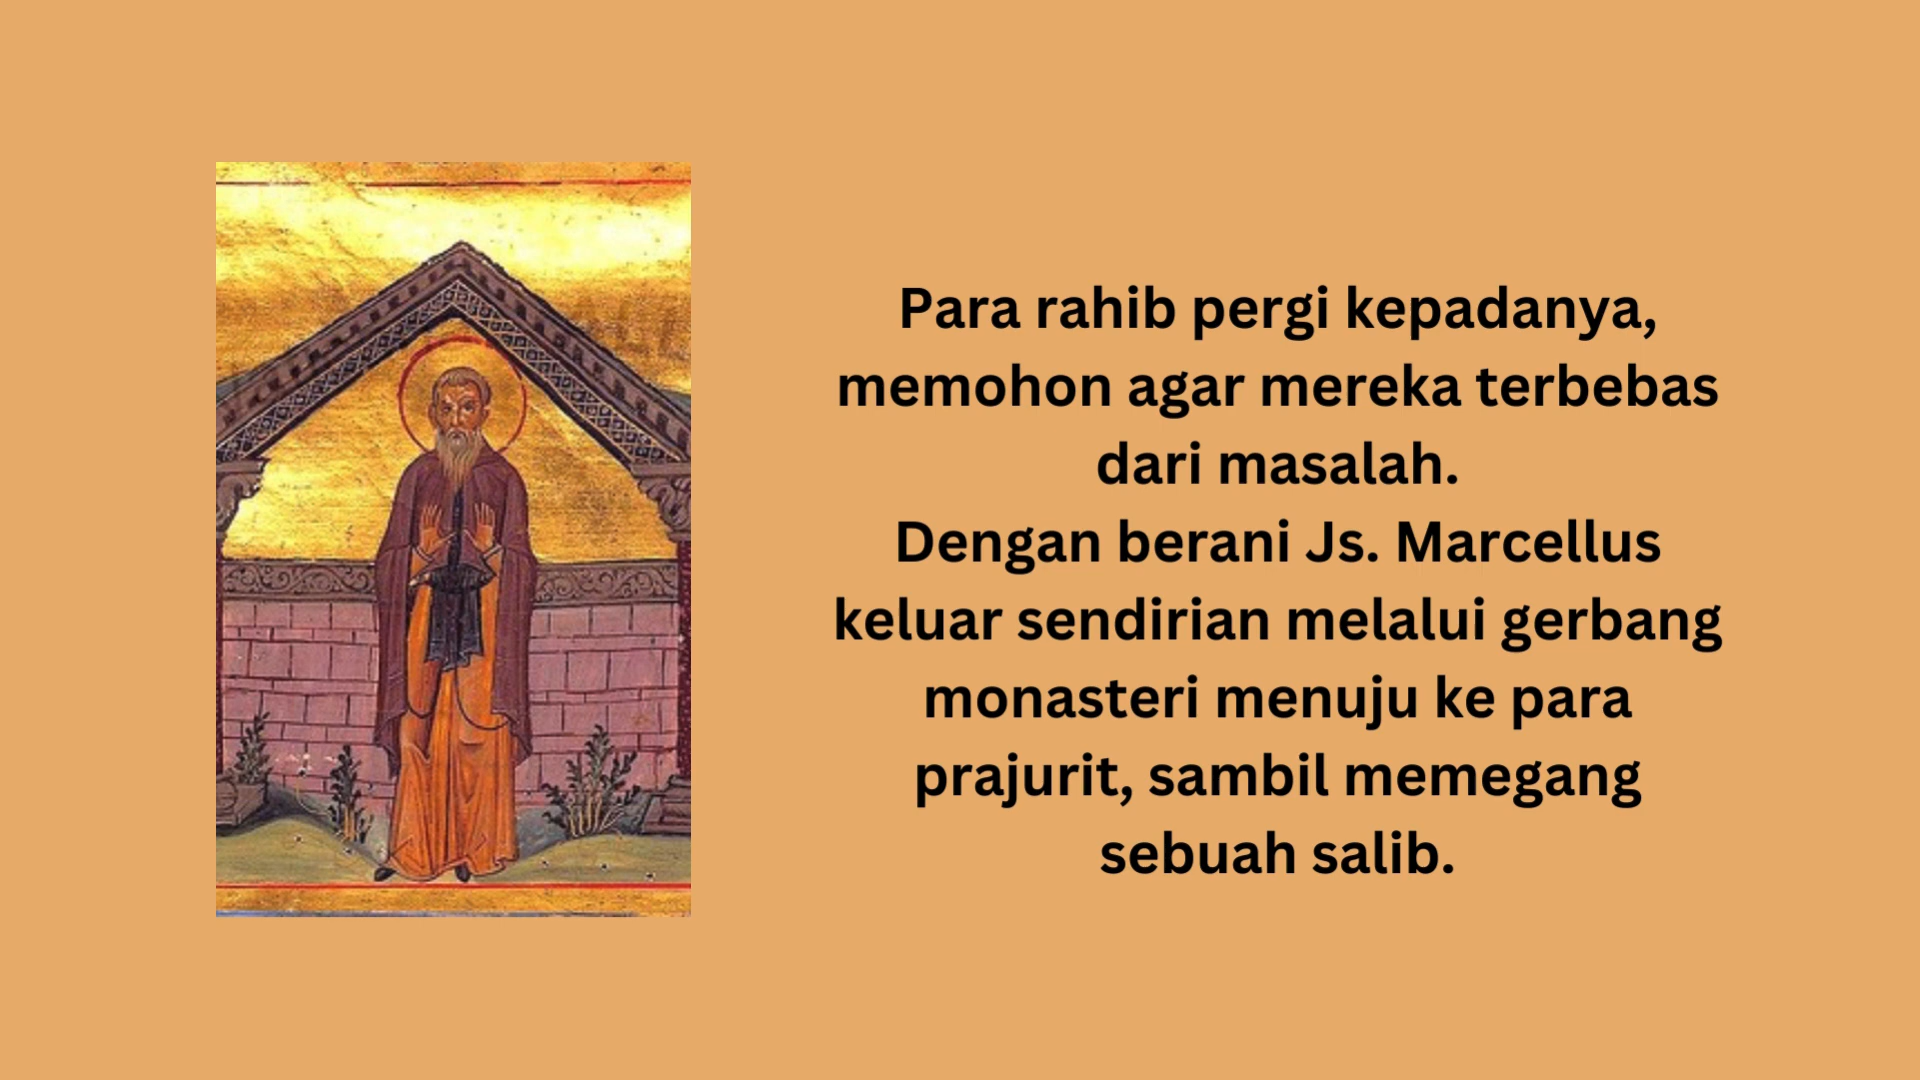 Para rahib pergi kepadanya,
memohon agar mereka terbebas
dari masalah.
Dengan berani Js. Marcellus
keluar sendirian melalui gerbang
monasteri menuju ke para
prajurit, sambil memegang
sebuah salib.